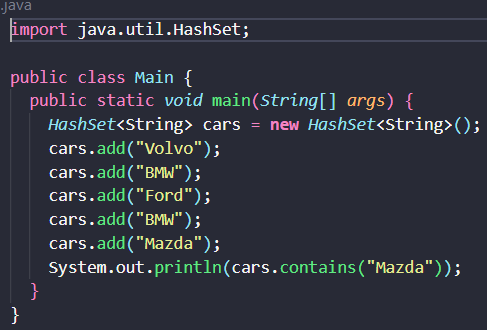 .java
import java.util.HashSet;
public class Main {
public static void main(String[] args) {
HashSet<String> cars = new HashSet<String>();
cars.add("Volvo");
cars.add("BMW");
cars.add("Ford");
cars.add("BMW");
cars.add("Mazda");
System.out.println(cars.contains("Mazda"));
}
}